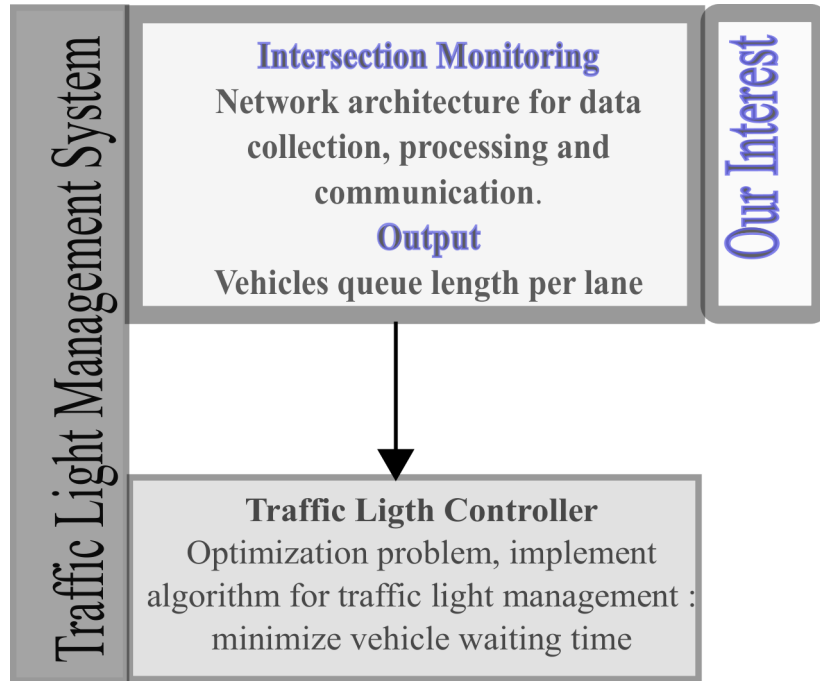 Traffic Light Management System
Intersection Monitoring
Network architecture for data
collection, processing and
communication.
Output
Vehicles queue length per lane
Our Interest
Traffic Ligth Controller
Optimization problem, implement
algorithm for traffic light management :
minimize vehicle waiting time